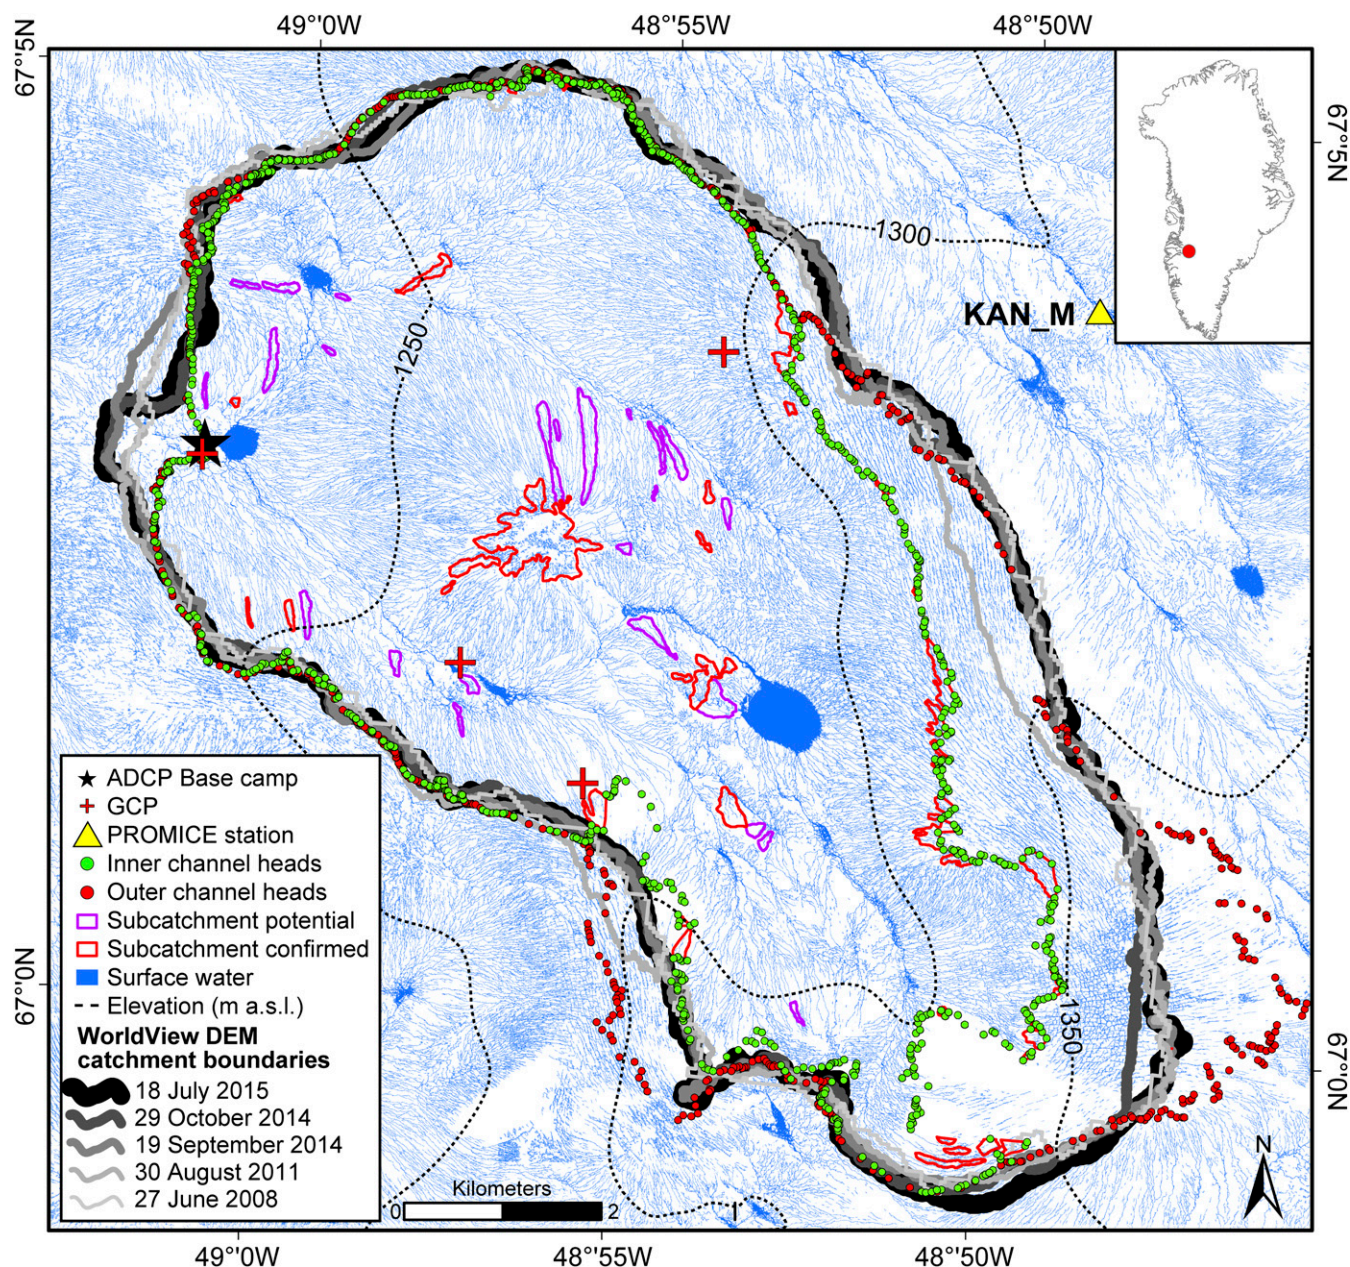 49°0'W
48°55'W
48°50'W
67°5'N
67°5'N
1300
KAN_M
1250
ADCP Base camp
GCP
PROMICE station
Inner channel heads
Outer channel heads
Subcatchment potential
Subcatchment confirmed
Surface water
Elevation (m a.s.l.)
WorldView DEM
catchment boundaries
18 July 2015
29 October 2014
19 September 2014
30 August 2011
27 June 2008
67°0'N
1350
67°0'N
Kilometers
0
2
N
49°0'W
48°55'W
48°50'W